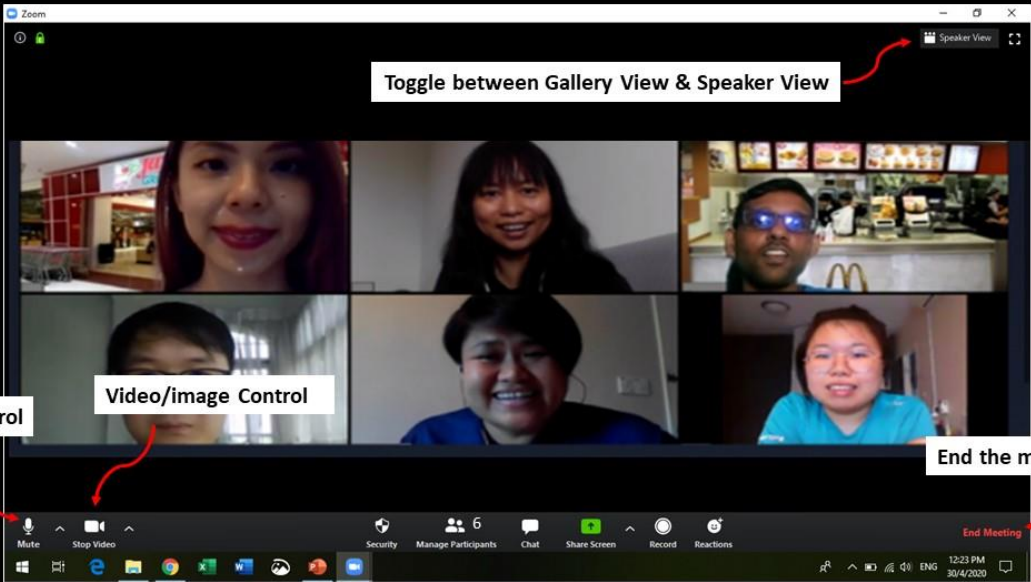 Zoom
Speaker View
Toggle between Gallery View & Speaker View
Video/image Control
rol
End the m
6
Mute
Stop Video
Security
Manage Participants
Chat
Share Screen
Record
Reactions
End Meeting
ENG
12:23 PM
30/4/2020